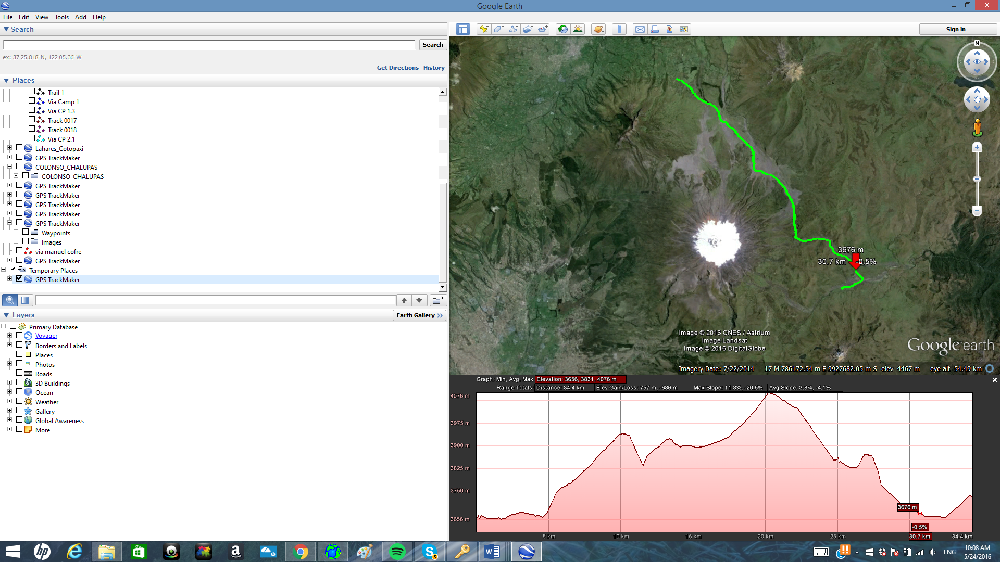 Google Earth
File Edit View Tools Add Help
Search
Search
ex: 37 25.818' N, 122 05.36' W
Get Directions History
Places
Trail 1
Via Camp 1
Via CP 1.3
Track 0017
Track 0018
Via CP 2.1
Lahares_Cotopaxi
GPS TrackMaker
COLONSO_CHALUPAS
COLONSO_CHALUPAS
GPS TrackMaker
GPS TrackMaker
GPS TrackMaker
GPS TrackMaker
GPS TrackMaker
Waypoints
Images
via manuel cofre
GPS TrackMaker
Temporary Places
GPS TrackMaker
Layers
Earth Gallery »
Primary Database
Voyager
Borders and Labels
Places
Photos
Roads
3D Buildings
Ocean
Weather
Gallery
Global Awareness
More
Sign in
N
3676 m
30.7 km -0.5%
Image © 2016 CNES / Astrium
Image Landsat
Image © 2016 DigitalGlobe
Google earth
Imagery Date: 7/22/2014 17 M 786172.54 m E 9927682.05 m S elev 4467 m eye alt 54.49 km
Graph: Min, Avg, Max Elevation: 3656, 3831, 4076 m
Range Totals: Distance: 34.4 km Elev Gain/Loss: 757 m, -686 m Max Slope: 11.8%, -20.5% Avg Slope: 3.8%, -4.1%
4076 m
3975 m
3900 m
3825 m
3750 m
3656 m
3676 m
-0.5%
5 km 10 km 15 km 20 km 25 km 30.7 km 34.4 km
hp
a
S 5
W
ENG
10:08 AM
5/24/2016